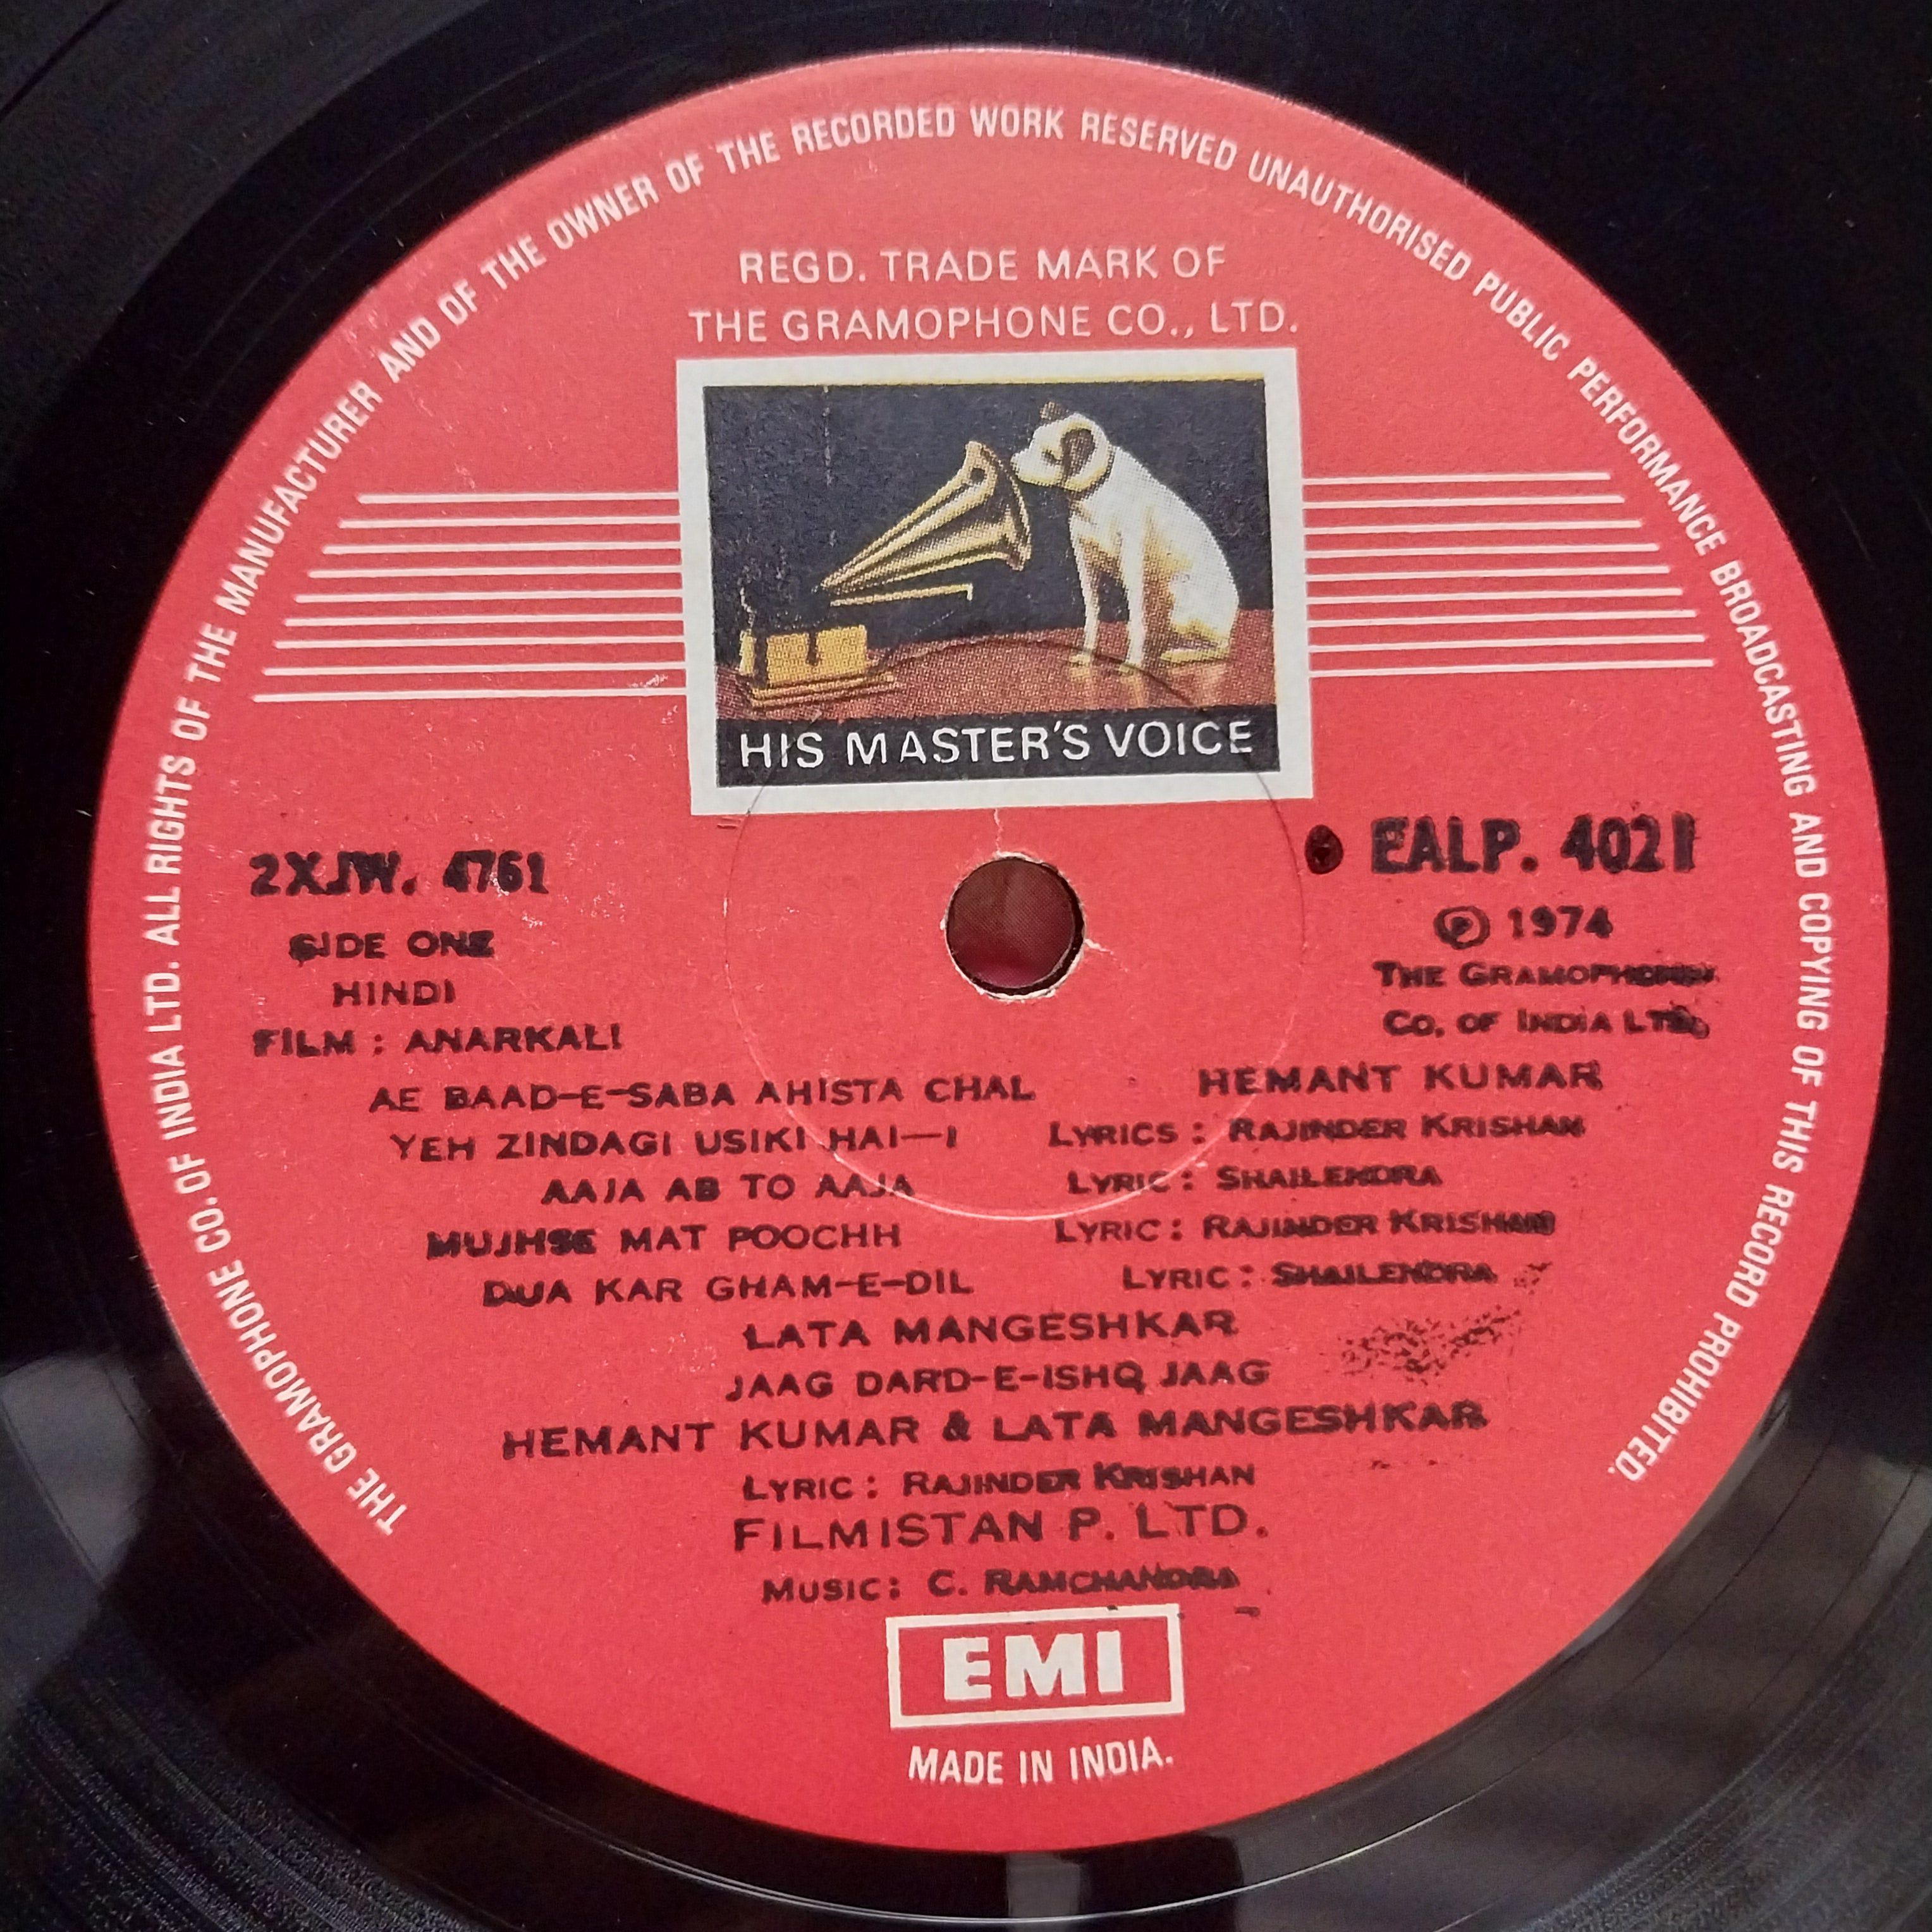 THE GRAMOPHONE CO. OF INDIA LTD. ALL RIGHTS OF THE MANUFACTURER AND OF THE OWNER OF THE RECORDED WORK RESERVED UNAUTHORISED PUBLIC PERFORMANCE BROADCASTING AND COPYING OF THIS RECORD PROHIBITED.
REGD. TRADE MARK OF
THE GRAMOPHONE CO., LTD.
HIS MASTER'S VOICE
2XJW. 4761
EALP. 4021
SIDE ONE
℗ 1974
HINDI
THE GRAMOPHONE
CO. OF INDIA LTD.
FILM : ANARKALI
AE BAAD-E-SABA AHISTA CHAL HEMANT KUMAR
YEH ZINDAGI USIKI HAI—I LYRICS : RAJINDER KRISHAN
AAJA AB TO AAJA LYRIC : SHAILENDRA
MUJHSE MAT POOCHH LYRIC : RAJINDER KRISHAN
DUA KAR GHAM-E-DIL LYRIC : SHAILENDRA
LATA MANGESHKAR
JAAG DARD-E-ISHQ JAAG
HEMANT KUMAR & LATA MANGESHKAR
LYRIC : RAJINDER KRISHAN
FILMISTAN P. LTD.
MUSIC : C. RAMCHANDRA
EMI
MADE IN INDIA.